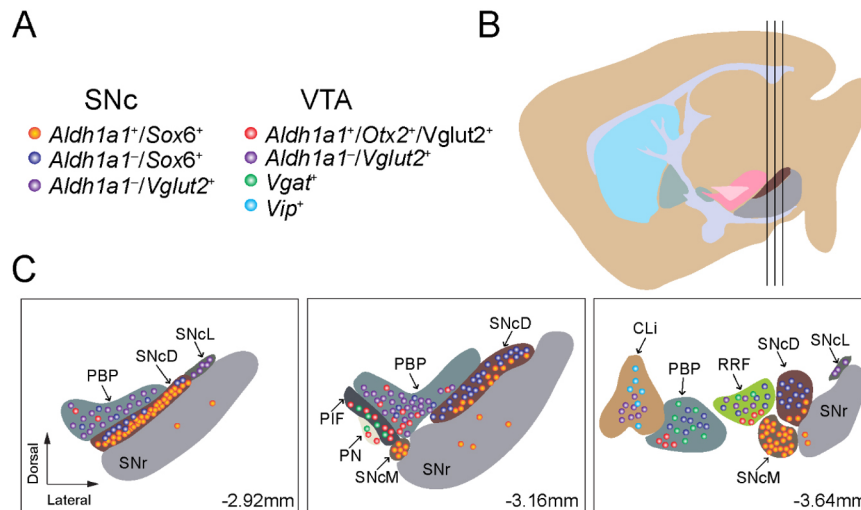 A
B
SNc
VTA
Aldh1a1⁺/Sox6⁺
Aldh1a1⁺/Otx2⁺/Vglut2⁺
Aldh1a1⁻/Sox6⁺
Aldh1a1⁻/Vglut2⁺
Aldh1a1⁻/Vglut2⁺
Vgat⁺
Vip⁺
C
SNcL
SNcD
PBP
SNr
Dorsal
Lateral
-2.92mm
SNcD
PBP
PIF
PN
SNcM
SNr
-3.16mm
CLi
PBP
RRF
SNcD
SNcL
SNr
SNcM
-3.64mm